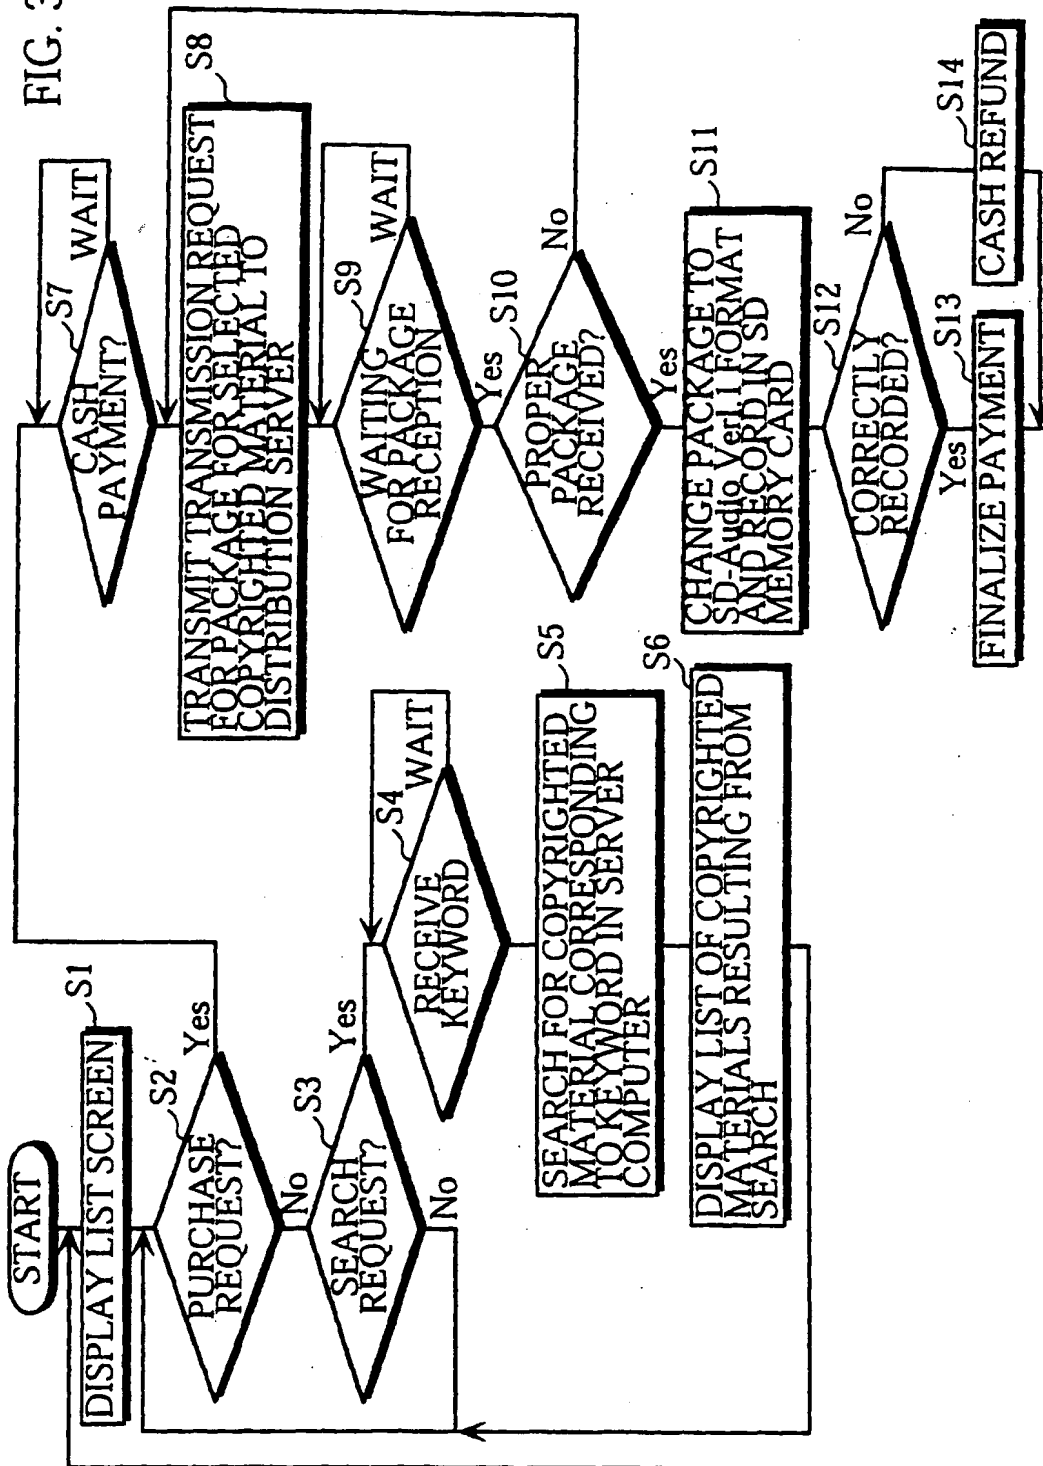 FIG. 3
START
DISPLAY LIST SCREEN
S1
PURCHASE
REQUEST?
S2
Yes
No
SEARCH
REQUEST?
S3
Yes
No
RECEIVE
KEYWORD
S4
WAIT
SEARCH FOR COPYRIGHTED
MATERIAL CORRESPONDING
TO KEYWORD IN SERVER
COMPUTER
S5
DISPLAY LIST OF COPYRIGHTED
MATERIALS RESULTING FROM
SEARCH
S6
CASH
PAYMENT?
S7
WAIT
TRANSMIT TRANSMISSION REQUEST
FOR PACKAGE FOR SELECTED
COPYRIGHTED MATERIAL TO
DISTRIBUTION SERVER
S8
WAITING
FOR PACKAGE
RECEPTION
S9
WAIT
Yes
PROPER
PACKAGE
RECEIVED?
S10
No
Yes
CHANGE PACKAGE TO
SD-Audio Ver1.1 FORMAT
AND RECORD IN SD
MEMORY CARD
S11
CORRECTLY
RECORDED?
S12
No
Yes
FINALIZE PAYMENT
S13
CASH REFUND
S14